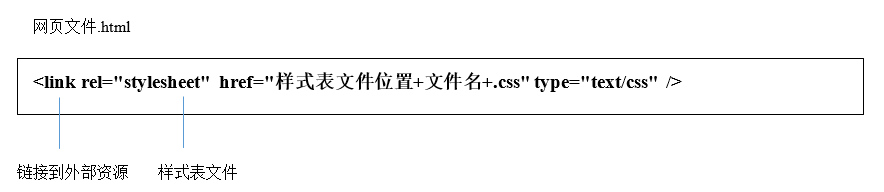 网页文件.html
<link rel="stylesheet" href="样式表文件位置+文件名+.css" type="text/css" />
链接到外部资源 样式表文件